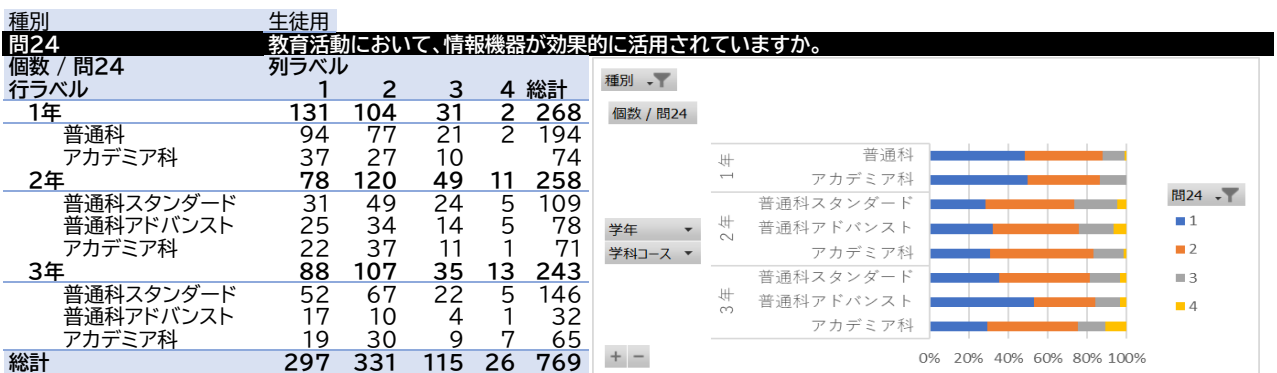 種別 生徒用
問24 教育活動において、情報機器が効果的に活用されていますか。
個数 / 問24 列ラベル
行ラベル 1 2 3 4 総計
1年 131 104 31 2 268
普通科 94 77 21 2 194
アカデミア科 37 27 10 74
2年 78 120 49 11 258
普通科スタンダード 31 49 24 5 109
普通科アドバンスト 25 34 14 5 78
アカデミア科 22 37 11 1 71
3年 88 107 35 13 243
普通科スタンダード 52 67 22 5 146
普通科アドバンスト 17 10 4 1 32
アカデミア科 19 30 9 7 65
総計 297 331 115 26 769
種別
個数 / 問24
学年
学科コース
1年
普通科
アカデミア科
2年
普通科スタンダード
普通科アドバンスト
アカデミア科
3年
普通科スタンダード
普通科アドバンスト
アカデミア科
0% 20% 40% 60% 80% 100%
問24
1
2
3
4
+ −